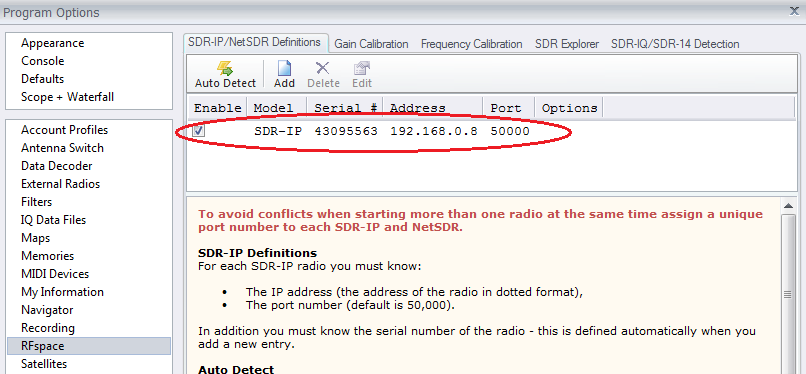 Program Options
Appearance
Console
Defaults
Scope + Waterfall
Account Profiles
Antenna Switch
Data Decoder
External Radios
Filters
IQ Data Files
Maps
Memories
MIDI Devices
My Information
Navigator
Recording
RFspace
Satellites
SDR-IP/NetSDR Definitions Gain Calibration Frequency Calibration SDR Explorer SDR-IQ/SDR-14 Detection
Auto Detect Add Delete Edit
Enable Model Serial # Address Port Options
SDR-IP 43095563 192.168.0.8 50000
To avoid conflicts when starting more than one radio at the same time assign a unique
port number to each SDR-IP and NetSDR.
SDR-IP Definitions
For each SDR-IP radio you must know:
• The IP address (the address of the radio in dotted format),
• The port number (default is 50,000).
In addition you must know the serial number of the radio - this is defined automatically when you
add a new entry.
Auto Detect